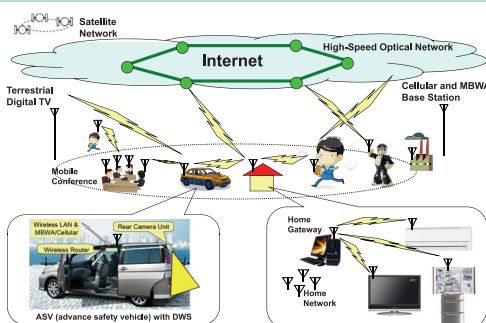 Satellite
Network
Internet
High-Speed Optical Network
Terrestrial
Digital TV
Cellular and MBWA
Base Station
Mobile
Conference
Wireless LAN &
MBWA/Cellular
Rear Camera Unit
Wireless Router
ASV (advance safety vehicle) with DWS
Home
Gateway
Home
Network